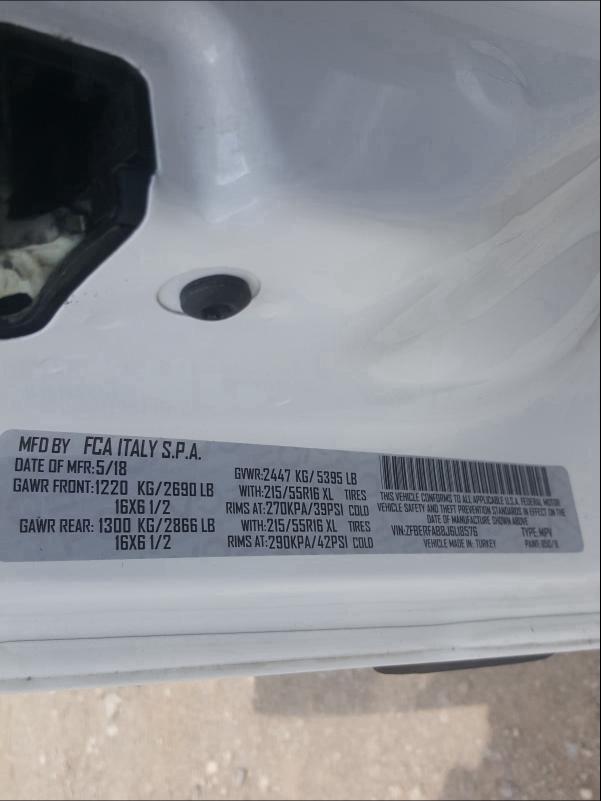 MFD BY FCA ITALY S.P.A.
DATE OF MFR:5/18
GVWR:2447 KG/5395 LB
GAWR FRONT:1220 KG/2690 LB
WITH:215/55R16 XL TIRES
16X6 1/2
RIMS AT:270KPA/39PSI COLD
GAWR REAR:1300 KG/2866 LB
WITH:215/55R16 XL TIRES
16X6 1/2
RIMS AT:290KPA/42PSI COLD
THIS VEHICLE CONFORMS TO ALL APPLICABLE U.S.A. FEDERAL MOTOR
VEHICLE SAFETY AND THEFT PREVENTION STANDARDS IN EFFECT ON THE
DATE OF MANUFACTURE SHOWN ABOVE
VIN:ZFBERFAB8J6L18576 TYPE: MPV
VEHICLE MADE IN: TURKEY PAINT: